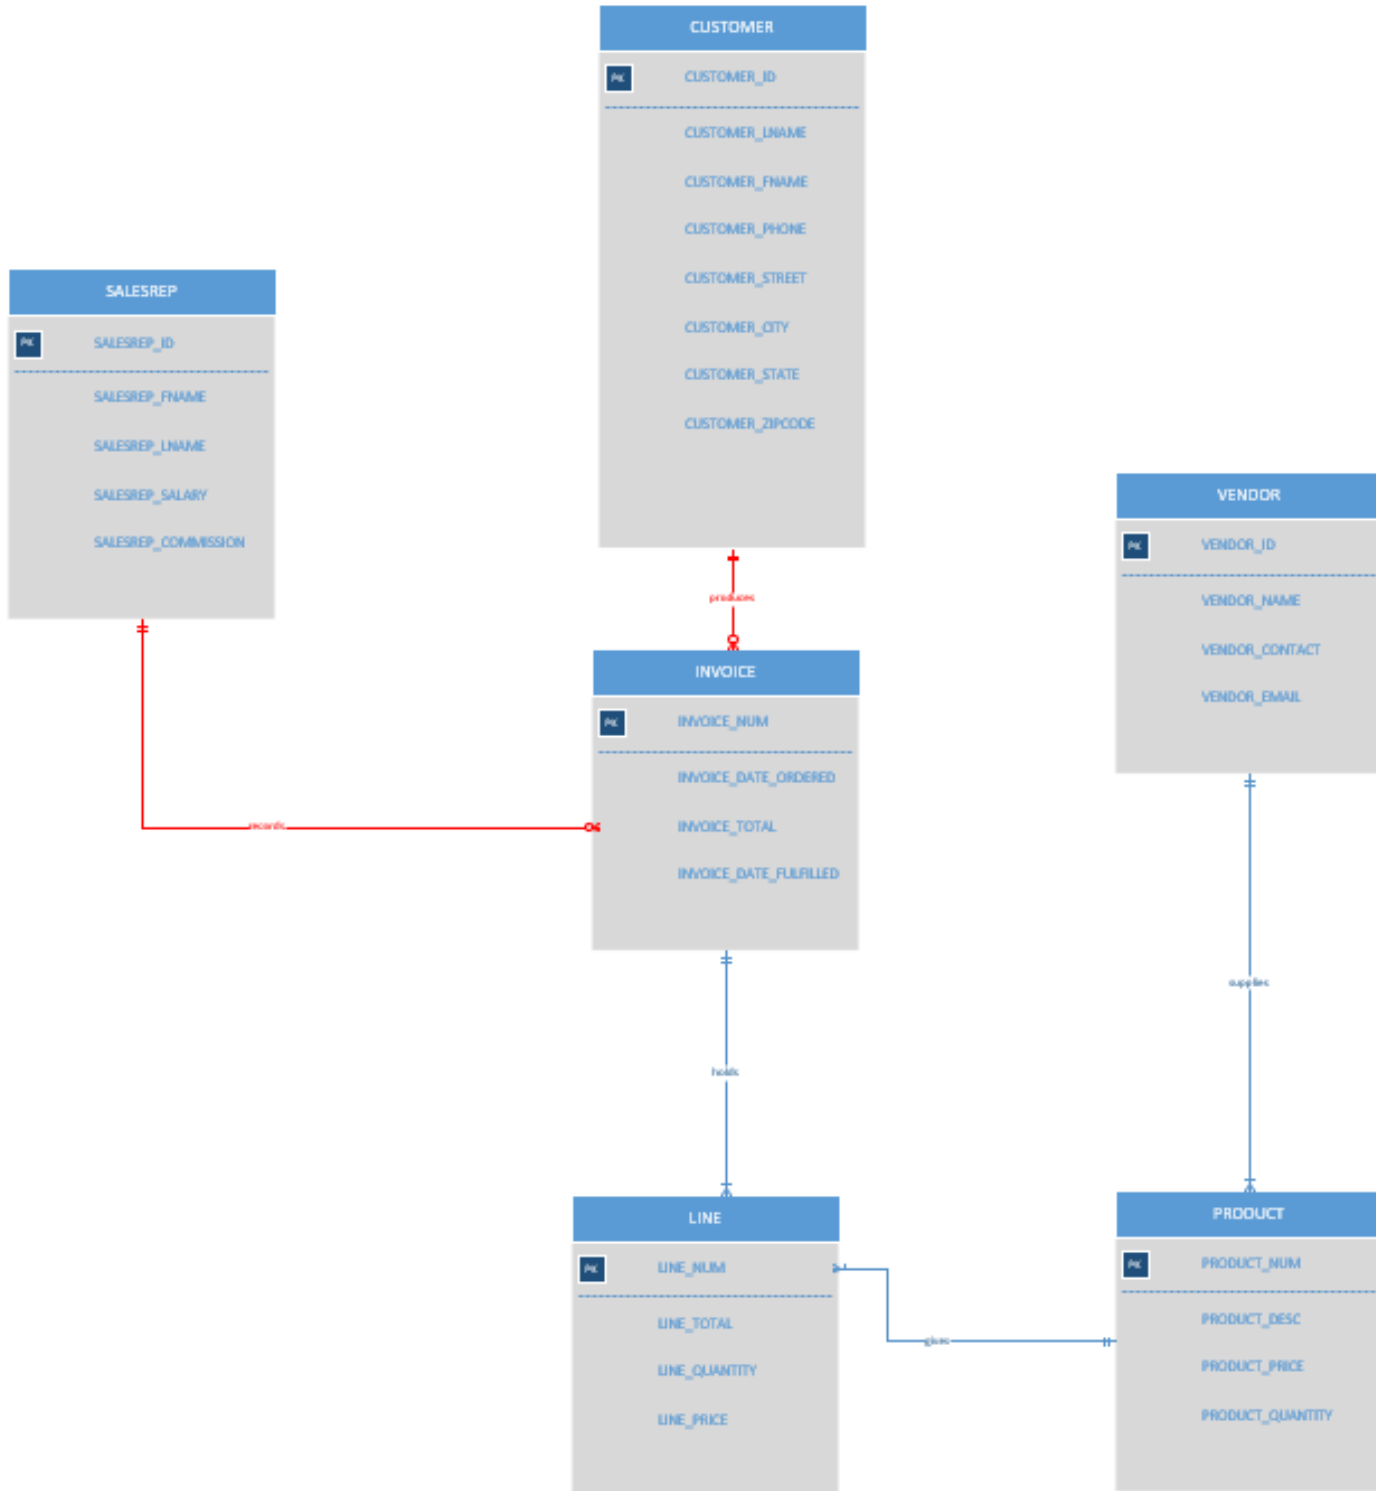 CUSTOMER
PK CUSTOMER_ID
CUSTOMER_LNAME
CUSTOMER_FNAME
CUSTOMER_PHONE
CUSTOMER_STREET
CUSTOMER_CITY
CUSTOMER_STATE
CUSTOMER_ZIPCODE
SALESREP
PK SALESREP_ID
SALESREP_FNAME
SALESREP_LNAME
SALESREP_SALARY
SALESREP_COMMISSION
produces
records
INVOICE
PK INVOICE_NUM
INVOICE_DATE_ORDERED
INVOICE_TOTAL
INVOICE_DATE_FULFILLED
VENDOR
PK VENDOR_ID
VENDOR_NAME
VENDOR_CONTACT
VENDOR_EMAIL
supplies
holds
LINE
PK LINE_NUM
LINE_TOTAL
LINE_QUANTITY
LINE_PRICE
gives
PRODUCT
PK PRODUCT_NUM
PRODUCT_DESC
PRODUCT_PRICE
PRODUCT_QUANTITY